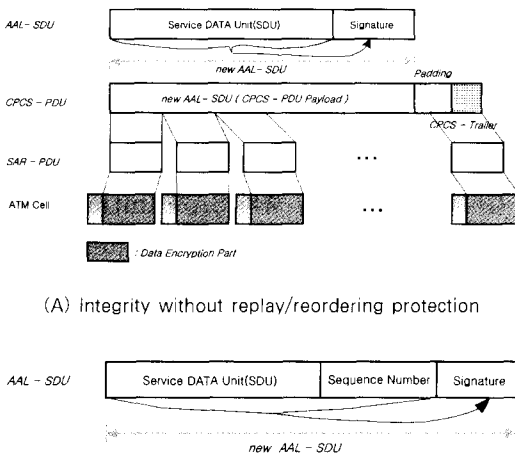 AAL-SDU
Service DATA Unit(SDU)
Signature
new AAL-SDU
Padding
CPCS-PDU
new AAL-SDU ( CPCS-PDU Payload )
CPCS - Trailer
SAR - PDU
...
ATM Cell
...
: Data Encryption Part
(A) Integrity without replay/reordering protection
AAL - SDU
Service DATA Unit(SDU)
Sequence Number
Signature
new AAL - SDU